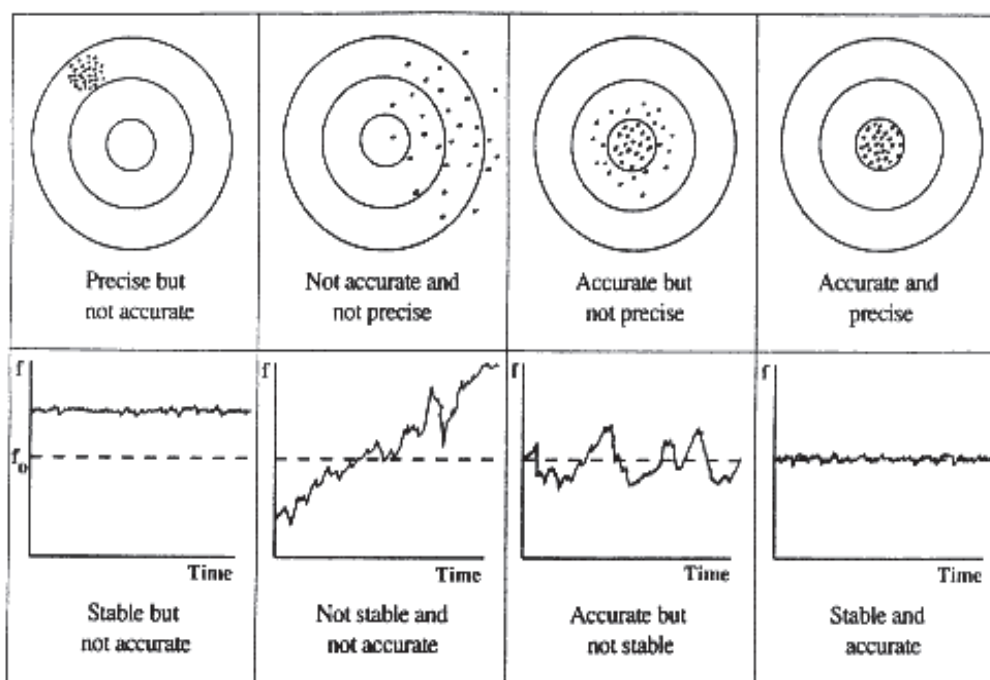 Precise but
not accurate
Not accurate and
not precise
Accurate but
not precise
Accurate and
precise
f
f₀
Time
Stable but
not accurate
f
Time
Not stable and
not accurate
f
Time
Accurate but
not stable
f
Time
Stable and
accurate